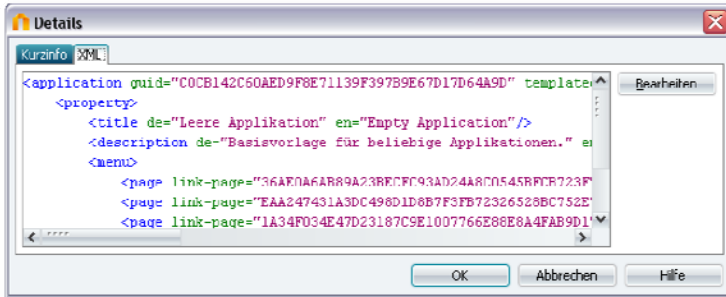 Details
Kurzinfo XML
<application guid="C0CB142C60AED9F8E71139F397B9E67D17D64A9D" template
Bearbeiten
<property>
<title de="Leere Applikation" en="Empty Application"/>
<description de="Basisvorlage für beliebige Applikationen." en
<menu>
<page link-page="36AE0A6AB89A23BECFC93AD24A8C0545BFCB723F
<page link-page="EAA247431A3DC498D1D8B7F3FB72326528BC752E
<page link-page="1A34F034E47D23187C9E1007766E88E8A4FAB9D1
OK Abbrechen Hilfe